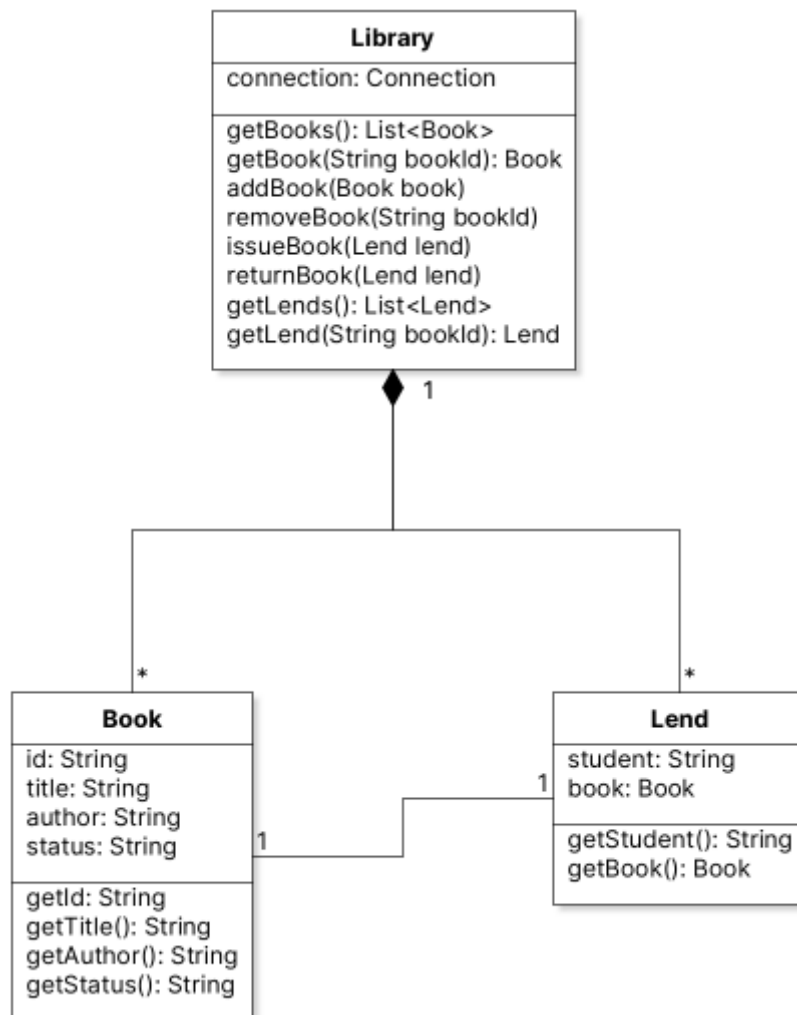 Library
connection: Connection
getBooks(): List<Book>
getBook(String bookId): Book
addBook(Book book)
removeBook(String bookId)
issueBook(Lend lend)
returnBook(Lend lend)
getLends(): List<Lend>
getLend(String bookId): Lend
1
*
*
Book
id: String
title: String
author: String
status: String
getId: String
getTitle(): String
getAuthor(): String
getStatus(): String
1
1
Lend
student: String
book: Book
getStudent(): String
getBook(): Book